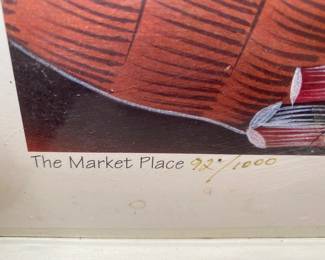 The Market Place 92/1000